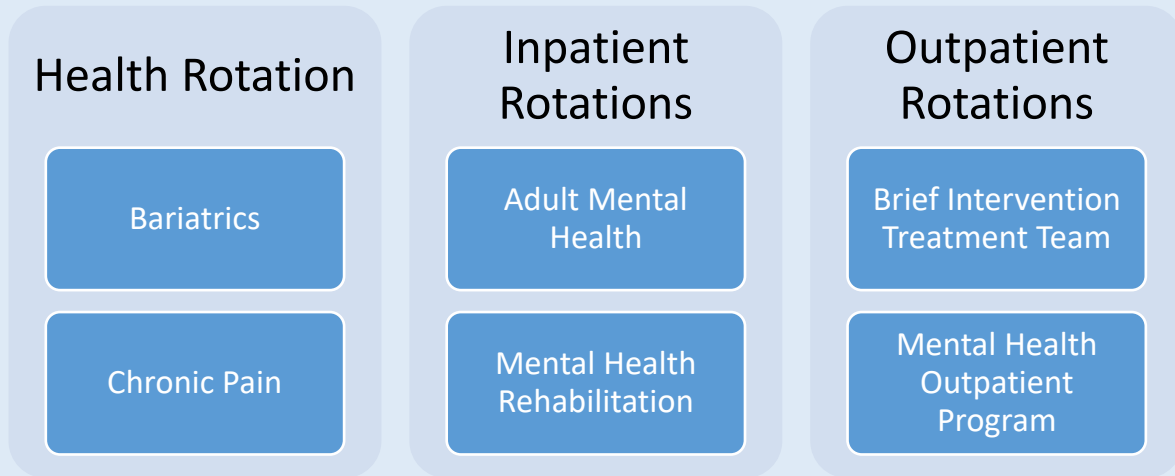 Health Rotation
Bariatrics
Chronic Pain
Inpatient
Rotations
Adult Mental
Health
Mental Health
Rehabilitation
Outpatient
Rotations
Brief Intervention
Treatment Team
Mental Health
Outpatient
Program